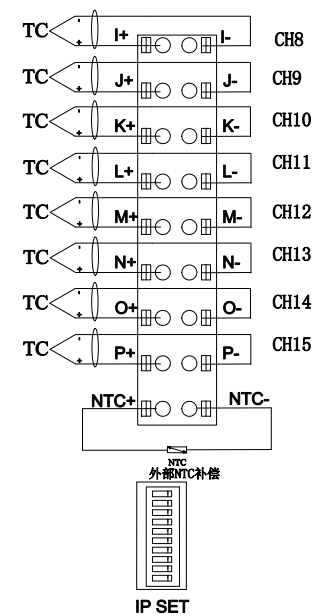 TC - + I+ I- CH8
TC - + J+ J- CH9
TC - + K+ K- CH10
TC - + L+ L- CH11
TC - + M+ M- CH12
TC - + N+ N- CH13
TC - + O+ O- CH14
TC - + P+ P- CH15
NTC+ NTC-
NTC
外部NTC补偿
IP SET